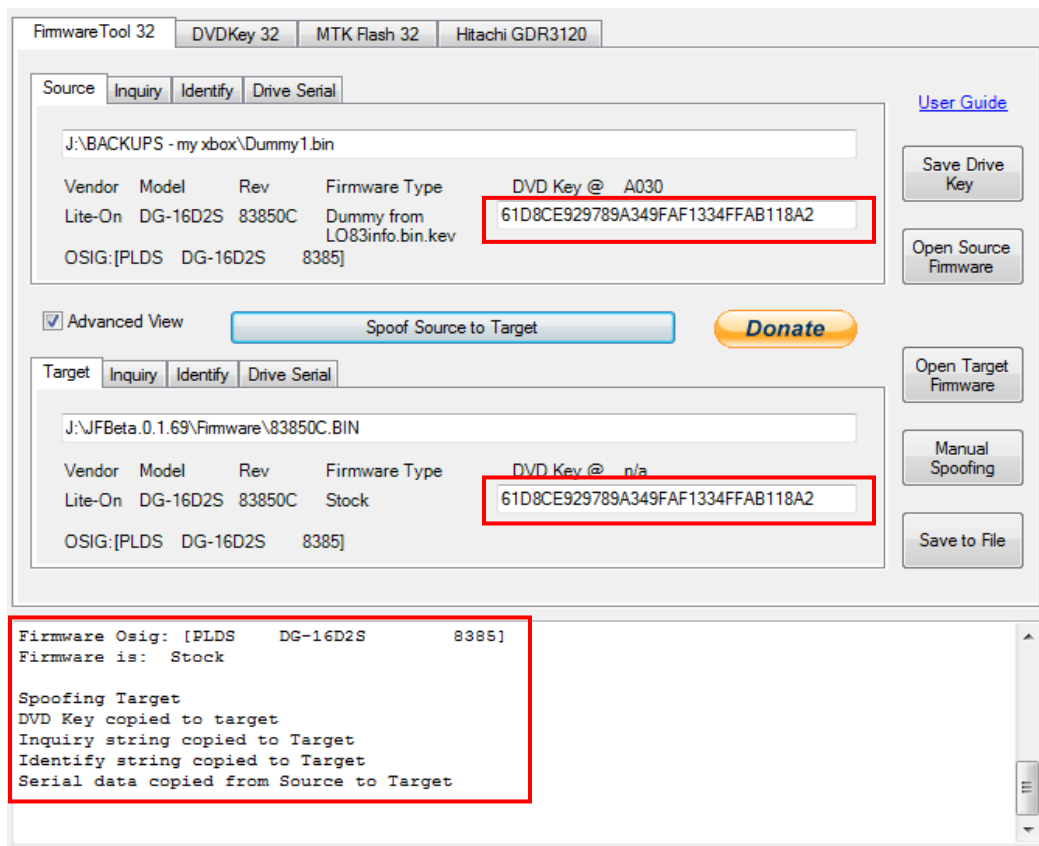 FirmwareTool 32 DVDKey 32 MTK Flash 32 Hitachi GDR3120
Source Inquiry Identify Drive Serial
User Guide
J:\BACKUPS - my xbox\Dummy1.bin
Save Drive
Key
Vendor Model Rev Firmware Type DVD Key @ A030
Lite-On DG-16D2S 83850C Dummy from 61D8CE929789A349FAF1334FFAB118A2
LO83info.bin.key
OSIG:[PLDS DG-16D2S 8385]
Open Source
Firmware
Advanced View Spoof Source to Target Donate
Target Inquiry Identify Drive Serial
Open Target
Firmware
J:\JFBeta.0.1.69\Firmware\83850C.BIN
Vendor Model Rev Firmware Type DVD Key @ n/a
Lite-On DG-16D2S 83850C Stock 61D8CE929789A349FAF1334FFAB118A2
Manual
Spoofing
OSIG:[PLDS DG-16D2S 8385]
Save to File
Firmware Osig: [PLDS DG-16D2S 8385]
Firmware is: Stock
Spoofing Target
DVD Key copied to target
Inquiry string copied to Target
Identify string copied to Target
Serial data copied from Source to Target